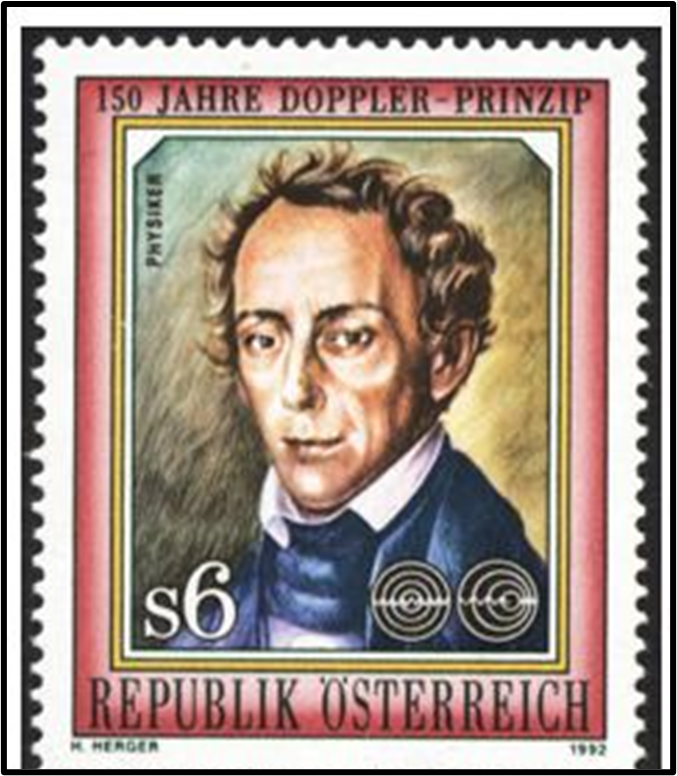 150 JAHRE DOPPLER-PRINZIP
PHYSIKER
s6
REPUBLIK ÖSTERREICH
H. HERGER
1992